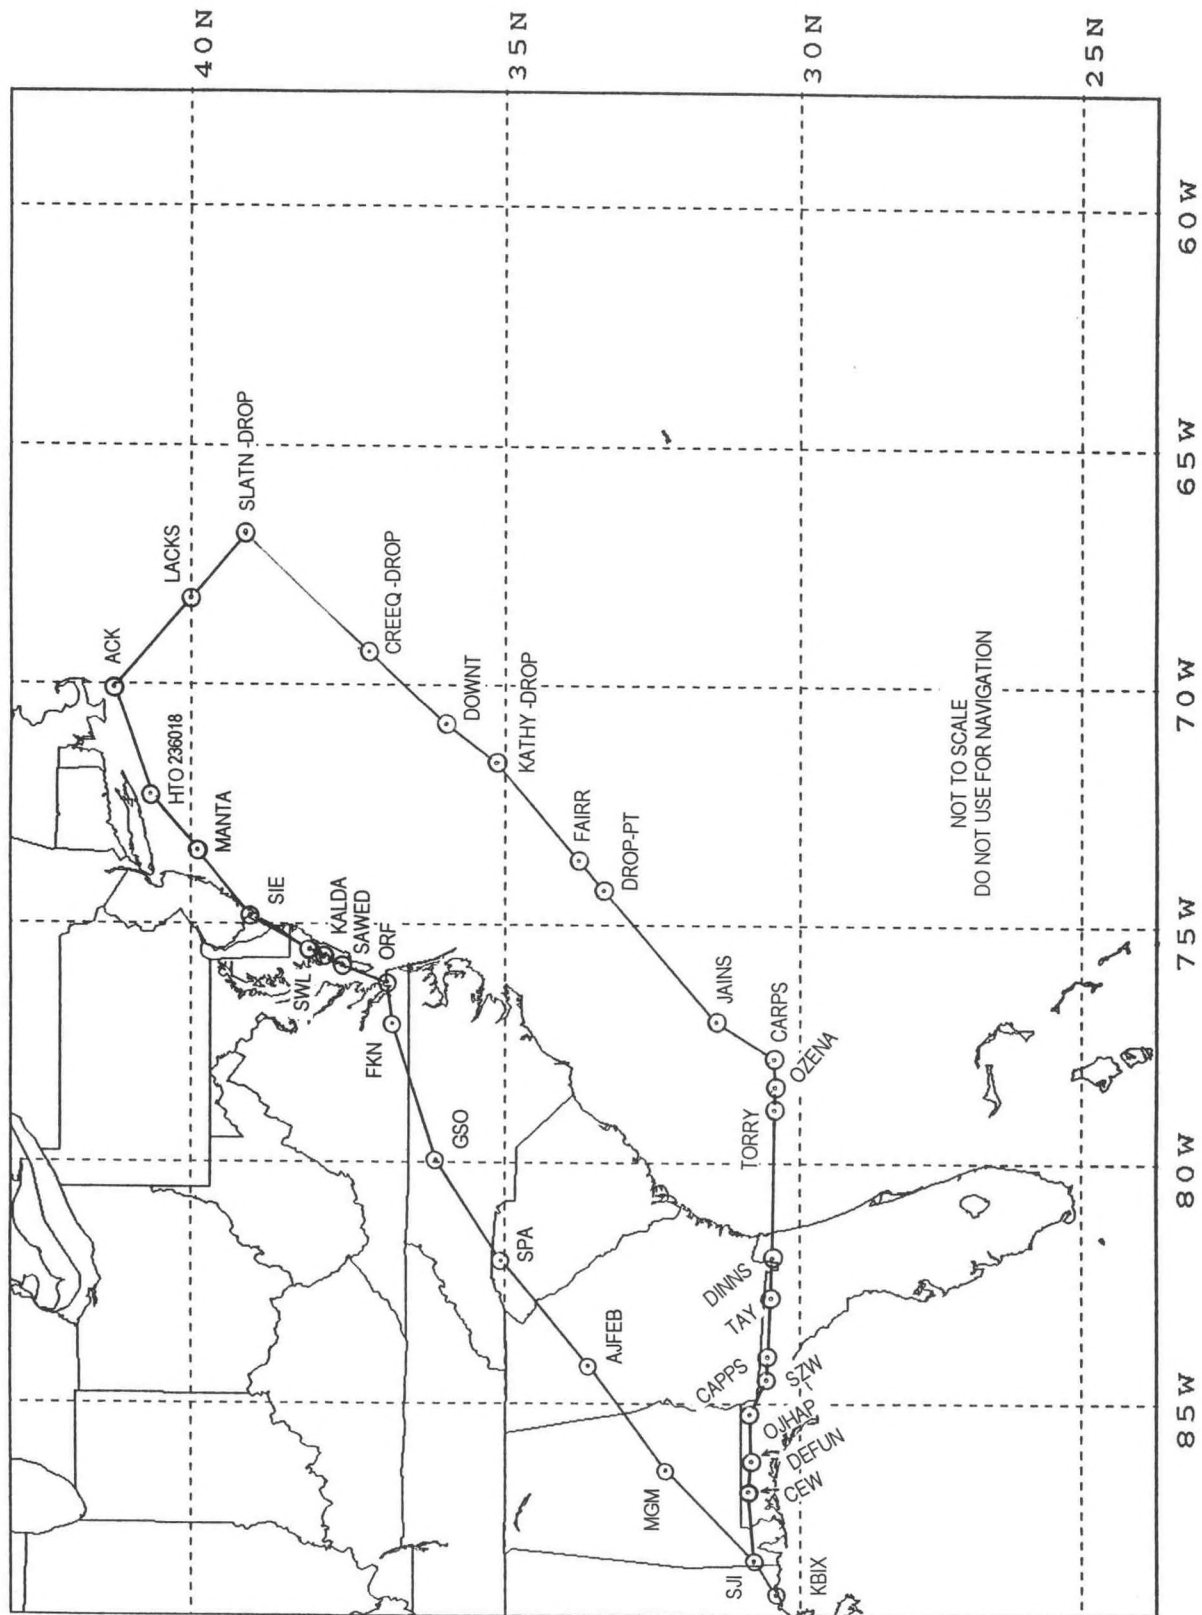 40N
35N
30N
25N
60W
65W
70W
75W
80W
85W
SLATN -DROP
LACKS
ACK
CREEQ -DROP
DOWNT
KATHY -DROP
HTO 236018
MANTA
FAIRR
DROP-PT
SIE
KALDA
SAWED
SWL
ORF
FKN
JAINS
CARPS
OZENA
TORRY
GSO
SPA
DINNS
TAY
AJFEB
CAPPS
SZW
OJHAP
DEFUN
CEW
MGM
SJI
KBIX
NOT TO SCALE
DO NOT USE FOR NAVIGATION